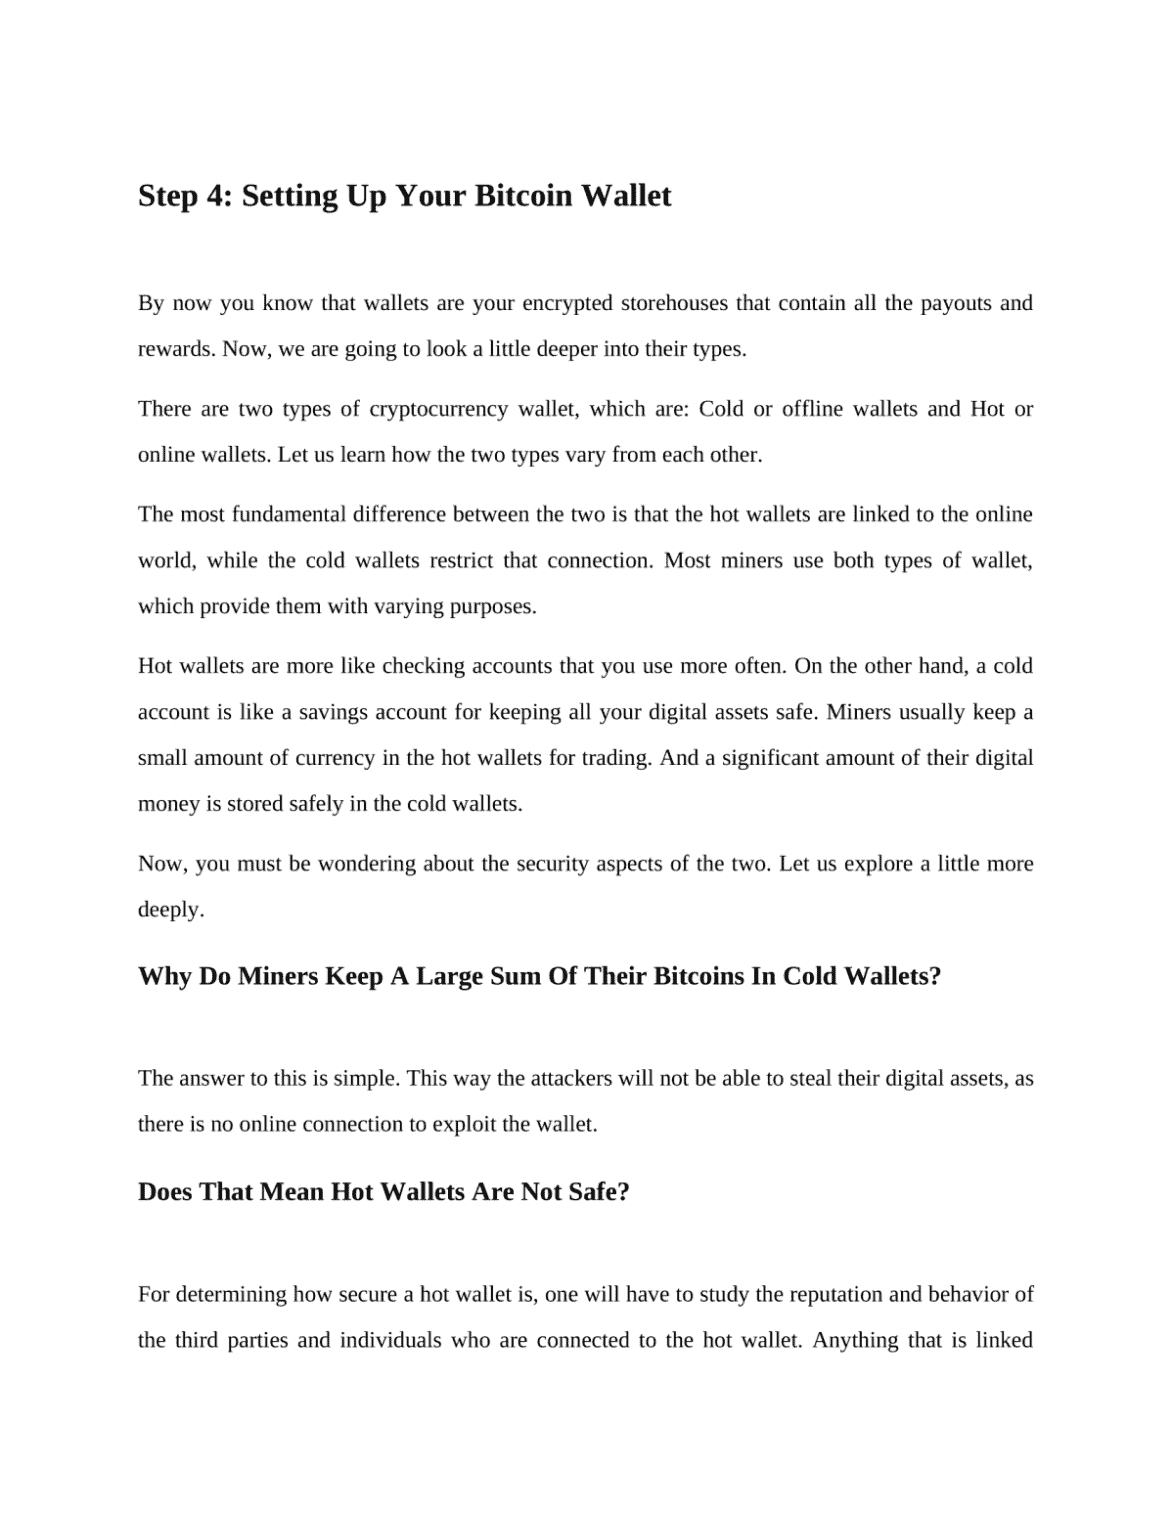 Step 4: Setting Up Your Bitcoin Wallet
By now you know that wallets are your encrypted storehouses that contain all the payouts and
rewards. Now, we are going to look a little deeper into their types.
There are two types of cryptocurrency wallet, which are: Cold or offline wallets and Hot or
online wallets. Let us learn how the two types vary from each other.
The most fundamental difference between the two is that the hot wallets are linked to the online
world, while the cold wallets restrict that connection. Most miners use both types of wallet,
which provide them with varying purposes.
Hot wallets are more like checking accounts that you use more often. On the other hand, a cold
account is like a savings account for keeping all your digital assets safe. Miners usually keep a
small amount of currency in the hot wallets for trading. And a significant amount of their digital
money is stored safely in the cold wallets.
Now, you must be wondering about the security aspects of the two. Let us explore a little more
deeply.
Why Do Miners Keep A Large Sum Of Their Bitcoins In Cold Wallets?
The answer to this is simple. This way the attackers will not be able to steal their digital assets, as
there is no online connection to exploit the wallet.
Does That Mean Hot Wallets Are Not Safe?
For determining how secure a hot wallet is, one will have to study the reputation and behavior of
the third parties and individuals who are connected to the hot wallet. Anything that is linked